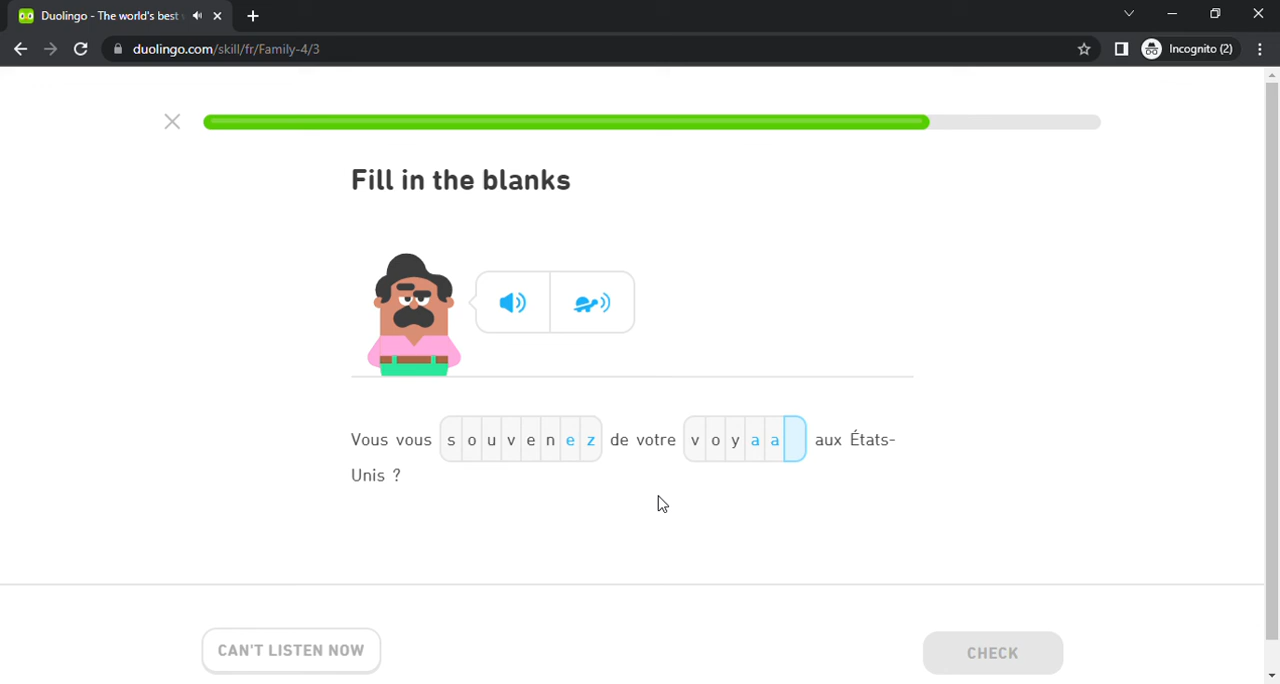 Duolingo - The world's best
duolingo.com/skill/fr/Family-4/3
Incognito (2)
Fill in the blanks
Vous vous souvenez de votre voyaa aux États-
Unis ?
CAN'T LISTEN NOW
CHECK